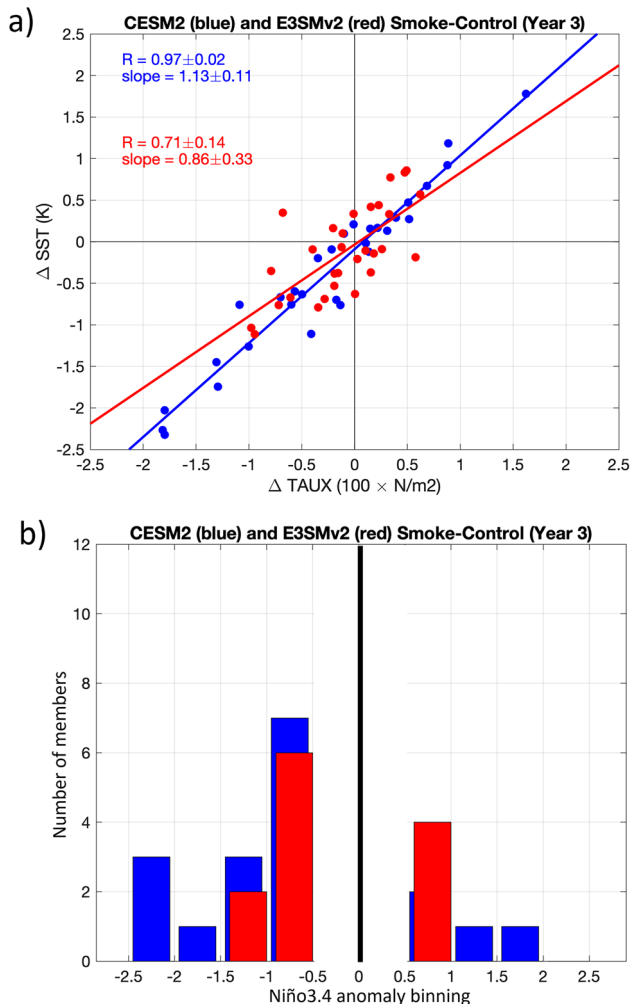 a)
CESM2 (blue) and E3SMv2 (red) Smoke-Control (Year 3)
2.5
2
1.5
1
0.5
0
-0.5
-1
-1.5
-2
-2.5
Δ SST (K)
R = 0.97±0.02
slope = 1.13±0.11
R = 0.71±0.14
slope = 0.86±0.33
-2.5 -2 -1.5 -1 -0.5 0 0.5 1 1.5 2 2.5
Δ TAUX (100 × N/m2)
b)
CESM2 (blue) and E3SMv2 (red) Smoke-Control (Year 3)
12
10
8
6
4
2
0
Number of members
-2.5 -2 -1.5 -1 -0.5 0 0.5 1 1.5 2 2.5
Niño3.4 anomaly binning